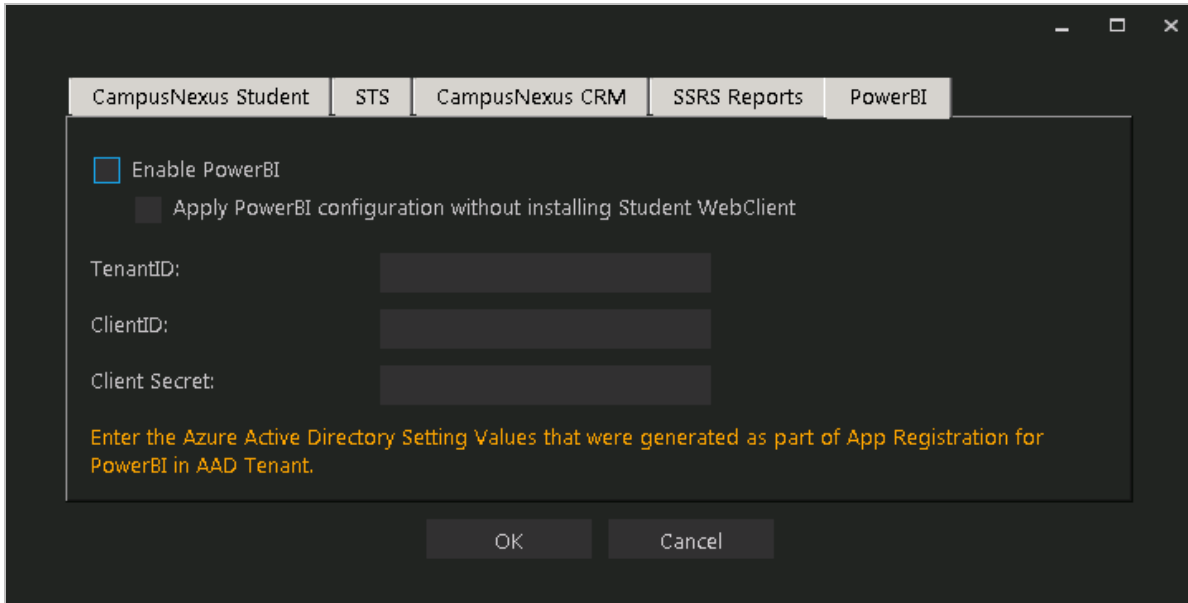 CampusNexus Student
STS
CampusNexus CRM
SSRS Reports
PowerBI
Enable PowerBI
Apply PowerBI configuration without installing Student WebClient
TenantID:
ClientID:
Client Secret:
Enter the Azure Active Directory Setting Values that were generated as part of App Registration for
PowerBI in AAD Tenant.
OK
Cancel